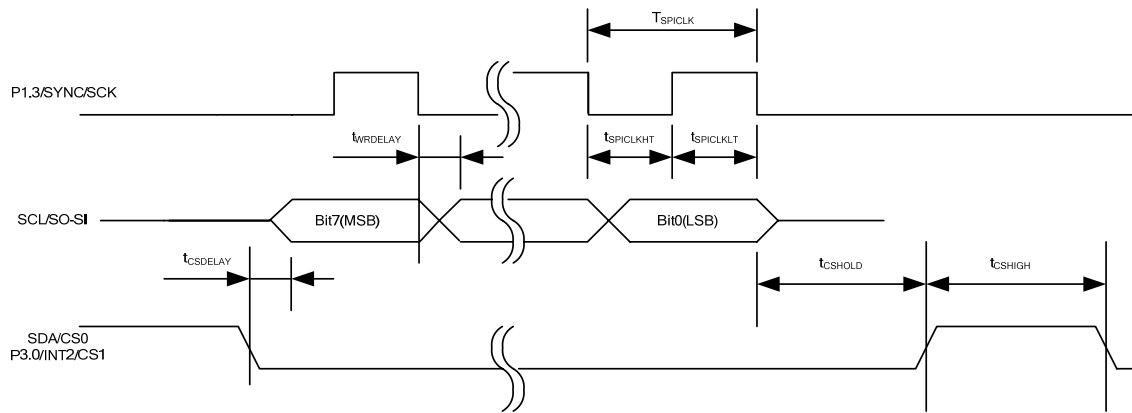 TSPICLK
P1.3/SYNC/SCK
tWRDELAY
tSPICLKHT
tSPICLKLT
SCL/SO-SI
Bit7(MSB)
Bit0(LSB)
tCSDELAY
tCSHOLD
tCSHIGH
SDA/CS0
P3.0/INT2/CS1